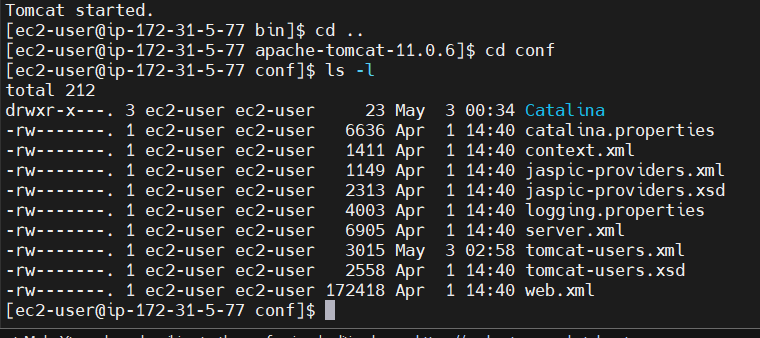 Tomcat started.
[ec2-user@ip-172-31-5-77 bin]$ cd ..
[ec2-user@ip-172-31-5-77 apache-tomcat-11.0.6]$ cd conf
[ec2-user@ip-172-31-5-77 conf]$ ls -l
total 212
drwxr-x---. 3 ec2-user ec2-user     23 May  3 00:34 Catalina
-rw-------. 1 ec2-user ec2-user   6636 Apr  1 14:40 catalina.properties
-rw-------. 1 ec2-user ec2-user   1411 Apr  1 14:40 context.xml
-rw-------. 1 ec2-user ec2-user   1149 Apr  1 14:40 jaspic-providers.xml
-rw-------. 1 ec2-user ec2-user   2313 Apr  1 14:40 jaspic-providers.xsd
-rw-------. 1 ec2-user ec2-user   4003 Apr  1 14:40 logging.properties
-rw-------. 1 ec2-user ec2-user   6905 Apr  1 14:40 server.xml
-rw-------. 1 ec2-user ec2-user   3015 May  3 02:58 tomcat-users.xml
-rw-------. 1 ec2-user ec2-user   2558 Apr  1 14:40 tomcat-users.xsd
-rw-------. 1 ec2-user ec2-user 172418 Apr  1 14:40 web.xml
[ec2-user@ip-172-31-5-77 conf]$